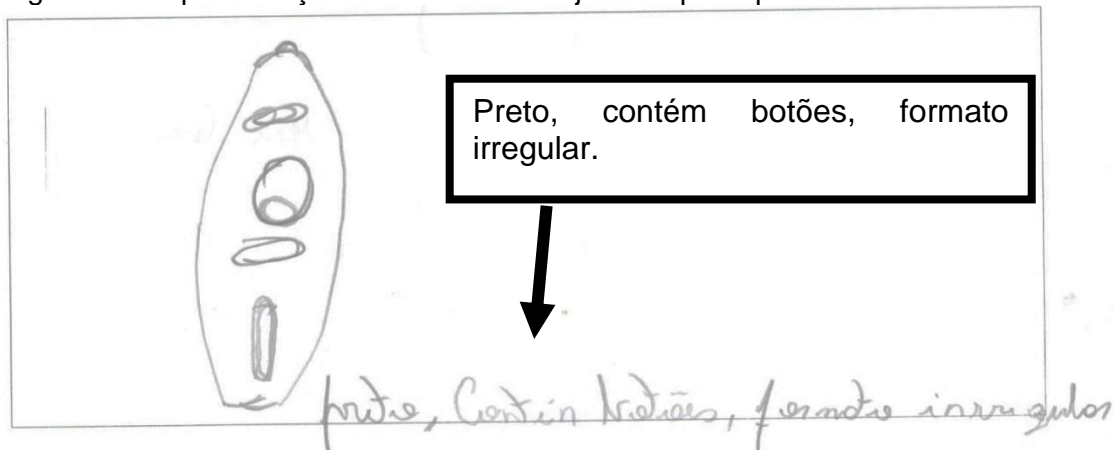 Preto, contém botões, formato
irregular.
preto, Contin botões, formato irregular